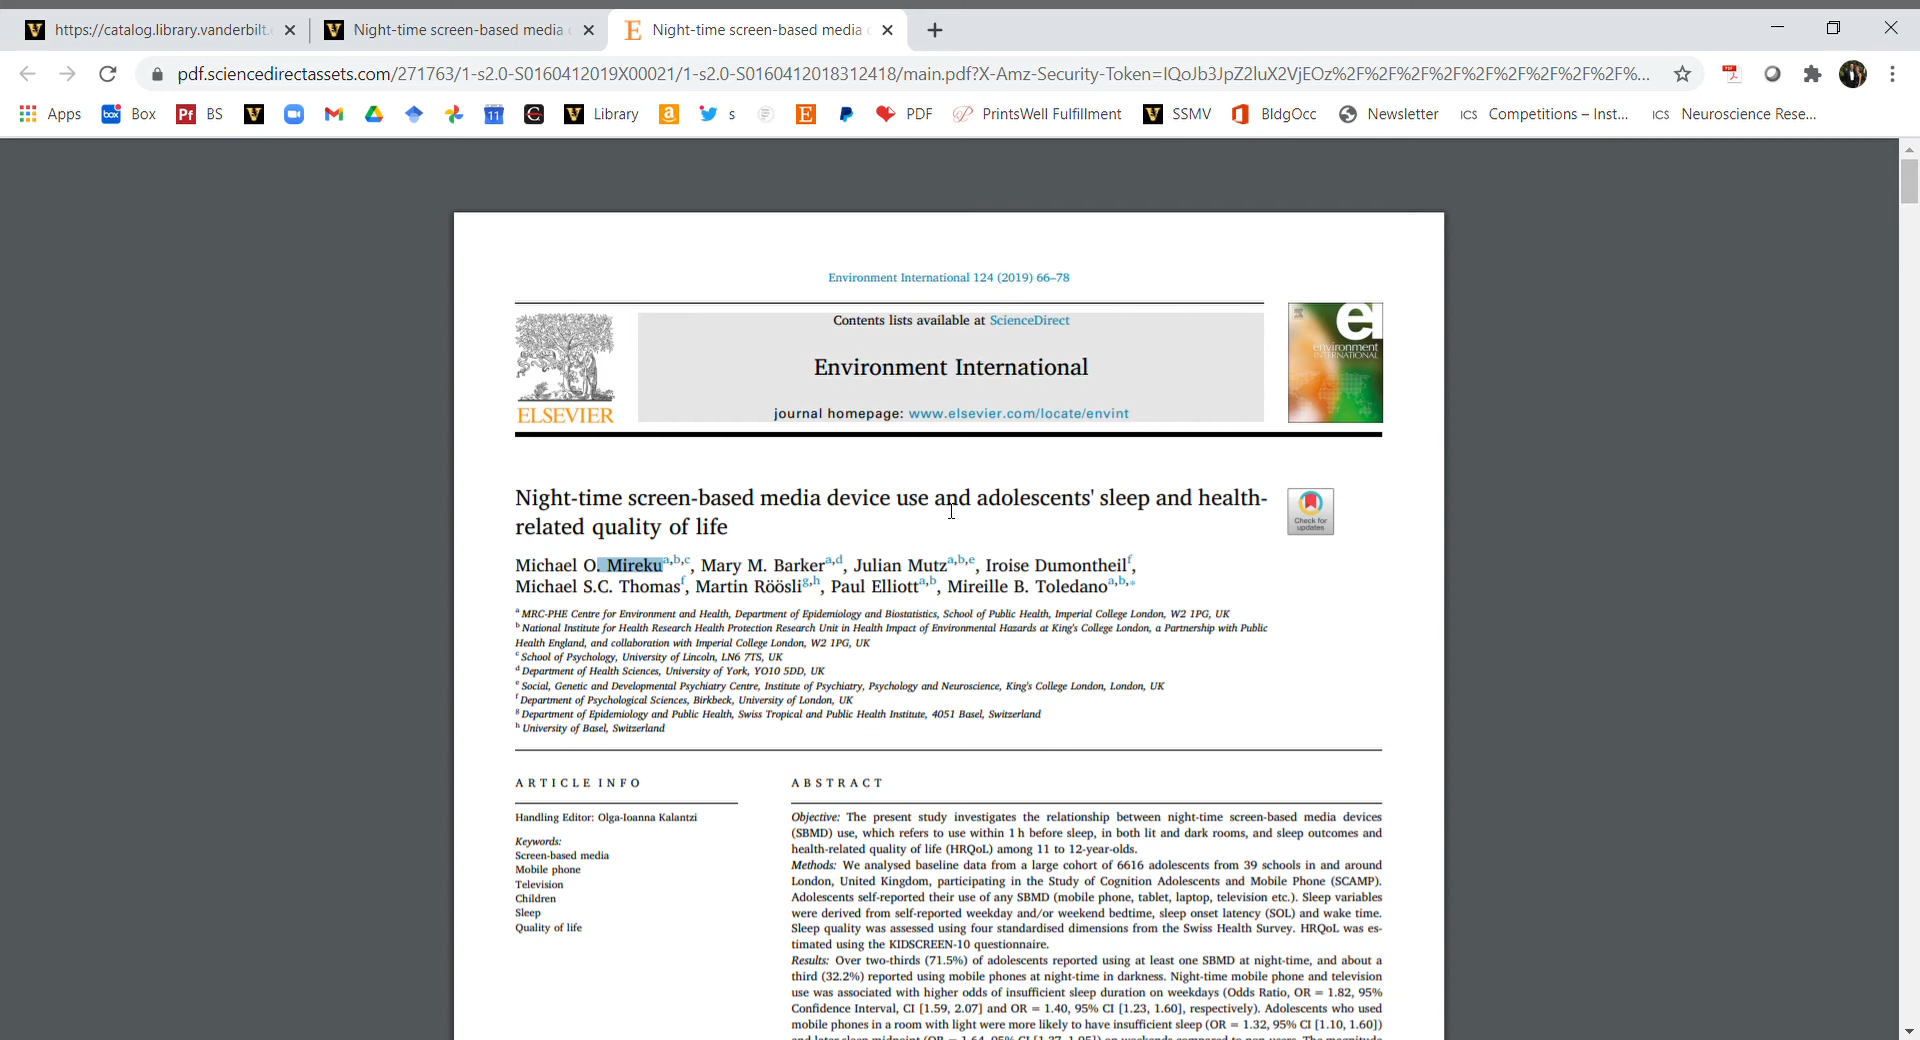 https://catalog.library.vanderbilt.
Night-time screen-based media
Night-time screen-based media
pdf.sciencedirectassets.com/271763/1-s2.0-S0160412019X00021/1-s2.0-S0160412018312418/main.pdf?X-Amz-Security-Token=IQoJb3JpZ2luX2VjEOz%2F%2F%2F%2F%2F%2F%2F%2F%2F%...
Apps box Box Pf BS 11 Library s PDF PrintsWell Fulfillment SSMV BldgOcc Newsletter ICS Competitions – Inst... ICS Neuroscience Rese...
Environment International 124 (2019) 66–78
Contents lists available at ScienceDirect
Environment International
journal homepage: www.elsevier.com/locate/envint
ELSEVIER
ei
environment
INTERNATIONAL
Night-time screen-based media device use and adolescents' sleep and health-
related quality of life
Check for
updates
Michael O. Mireku a,b,c, Mary M. Barker a,d, Julian Mutz a,b,e, Iroise Dumontheil f,
Michael S.C. Thomas f, Martin Röösli g,h, Paul Elliott a,b, Mireille B. Toledano a,b,*
a MRC-PHE Centre for Environment and Health, Department of Epidemiology and Biostatistics, School of Public Health, Imperial College London, W2 1PG, UK
b National Institute for Health Research Health Protection Research Unit in Health Impact of Environmental Hazards at King's College London, a Partnership with Public
Health England, and collaboration with Imperial College London, W2 1PG, UK
c School of Psychology, University of Lincoln, LN6 7TS, UK
d Department of Health Sciences, University of York, YO10 5DD, UK
e Social, Genetic and Developmental Psychiatry Centre, Institute of Psychiatry, Psychology and Neuroscience, King's College London, London, UK
f Department of Psychological Sciences, Birkbeck, University of London, UK
g Department of Epidemiology and Public Health, Swiss Tropical and Public Health Institute, 4051 Basel, Switzerland
h University of Basel, Switzerland
ARTICLE INFO
Handling Editor: Olga-Ioanna Kalantzi
Keywords:
Screen-based media
Mobile phone
Television
Children
Sleep
Quality of life
ABSTRACT
Objective: The present study investigates the relationship between night-time screen-based media devices
(SBMD) use, which refers to use within 1 h before sleep, in both lit and dark rooms, and sleep outcomes and
health-related quality of life (HRQoL) among 11 to 12-year-olds.
Methods: We analysed baseline data from a large cohort of 6616 adolescents from 39 schools in and around
London, United Kingdom, participating in the Study of Cognition Adolescents and Mobile Phone (SCAMP).
Adolescents self-reported their use of any SBMD (mobile phone, tablet, laptop, television etc.). Sleep variables
were derived from self-reported weekday and/or weekend bedtime, sleep onset latency (SOL) and wake time.
Sleep quality was assessed using four standardised dimensions from the Swiss Health Survey. HRQoL was es-
timated using the KIDSCREEN-10 questionnaire.
Results: Over two-thirds (71.5%) of adolescents reported using at least one SBMD at night-time, and about a
third (32.2%) reported using mobile phones at night-time in darkness. Night-time mobile phone and television
use was associated with higher odds of insufficient sleep duration on weekdays (Odds Ratio, OR = 1.82, 95%
Confidence Interval, CI [1.59, 2.07] and OR = 1.40, 95% CI [1.23, 1.60], respectively). Adolescents who used
mobile phones in a room with light were more likely to have insufficient sleep (OR = 1.32, 95% CI [1.10, 1.60])